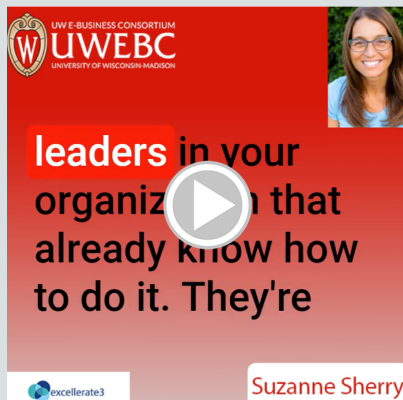 UW E-BUSINESS CONSORTIUM
UWEBC
UNIVERSITY OF WISCONSIN-MADISON
leaders in your
that
already know how
to do it. They're
excellerate3
Suzanne Sherry